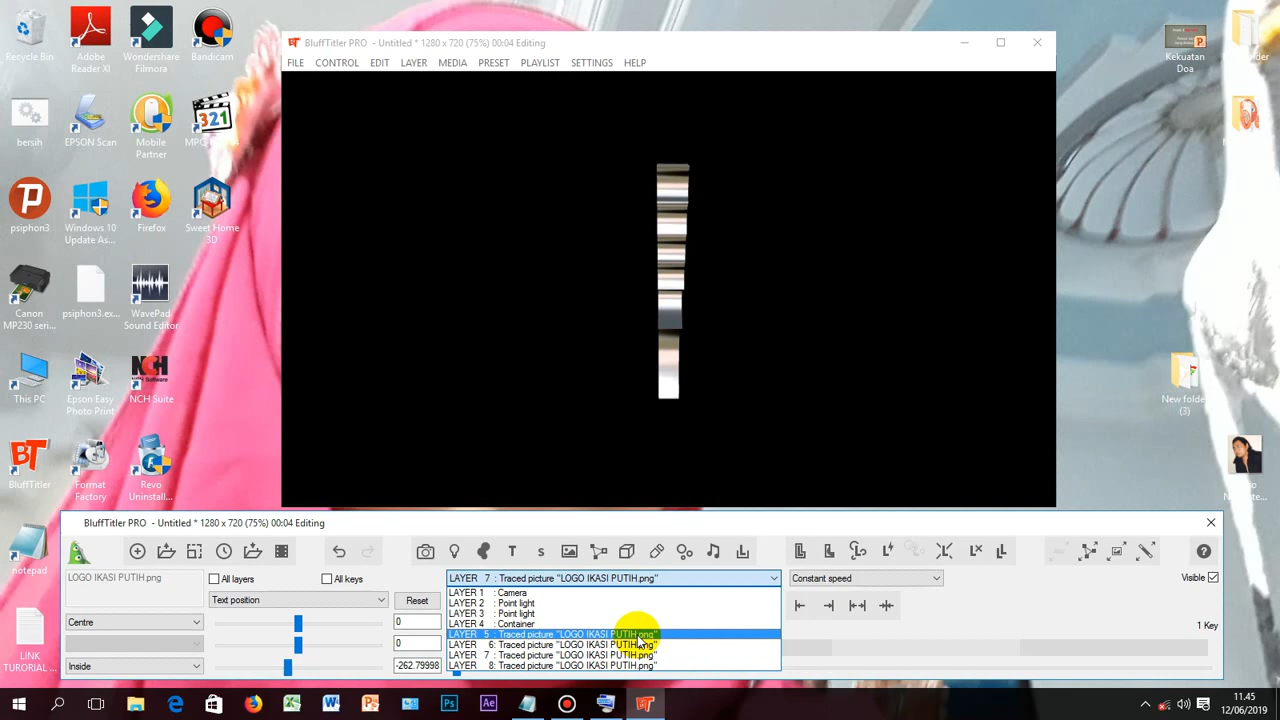 Recycle Bin
Adobe Reader XI
Wondershare Filmora
Bandicam
bersih
EPSON Scan
Mobile Partner
psiphon3
Windows 10 Update As...
Firefox
Sweet Home 3D
Canon MP230 seri...
psiphon3.ex...
WavePad Sound Editor
This PC
Epson Easy Photo Print
NCH Suite
BluffTitler
Format Factory
Revo Uninstall...
notepad
LINK TURORIAL ...
Kekuatan Doa
New folde (3)
BluffTitler PRO - Untitled * 1280 x 720 (75%) 00:04 Editing
FILE CONTROL EDIT LAYER MEDIA PRESET PLAYLIST SETTINGS HELP
BluffTitler PRO - Untitled * 1280 x 720 (75%) 00:04 Editing
LOGO IKASI PUTIH.png
All layers
All keys
LAYER 7 : Traced picture "LOGO IKASI PUTIH.png"
Constant speed
Visible
Text position
Reset
Centre
0
0
Inside
-262.79998
LAYER 1 : Camera
LAYER 2 : Point light
LAYER 3 : Point light
LAYER 4 : Container
LAYER 5 : Traced picture "LOGO IKASI PUTIH.png"
LAYER 6: Traced picture "LOGO IKASI PUTIH.png"
LAYER 7 : Traced picture "LOGO IKASI PUTIH.png"
LAYER 8: Traced picture "LOGO IKASI PUTIH.png"
1 Key
11.45
12/06/2019